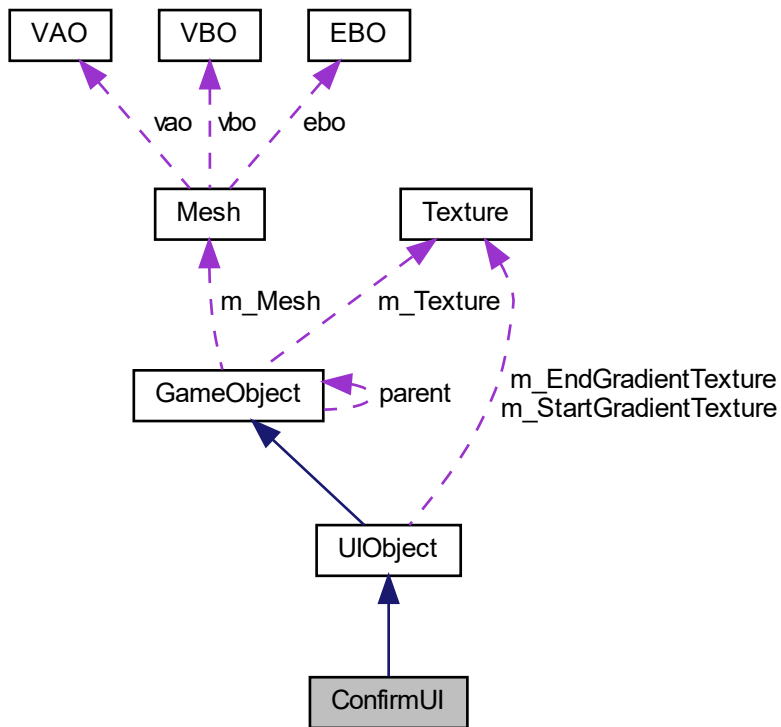 VAO
VBO
EBO
vao
vbo
ebo
Mesh
Texture
m_Mesh
m_Texture
GameObject
parent
m_EndGradientTexture
m_StartGradientTexture
UIObject
ConfirmUI